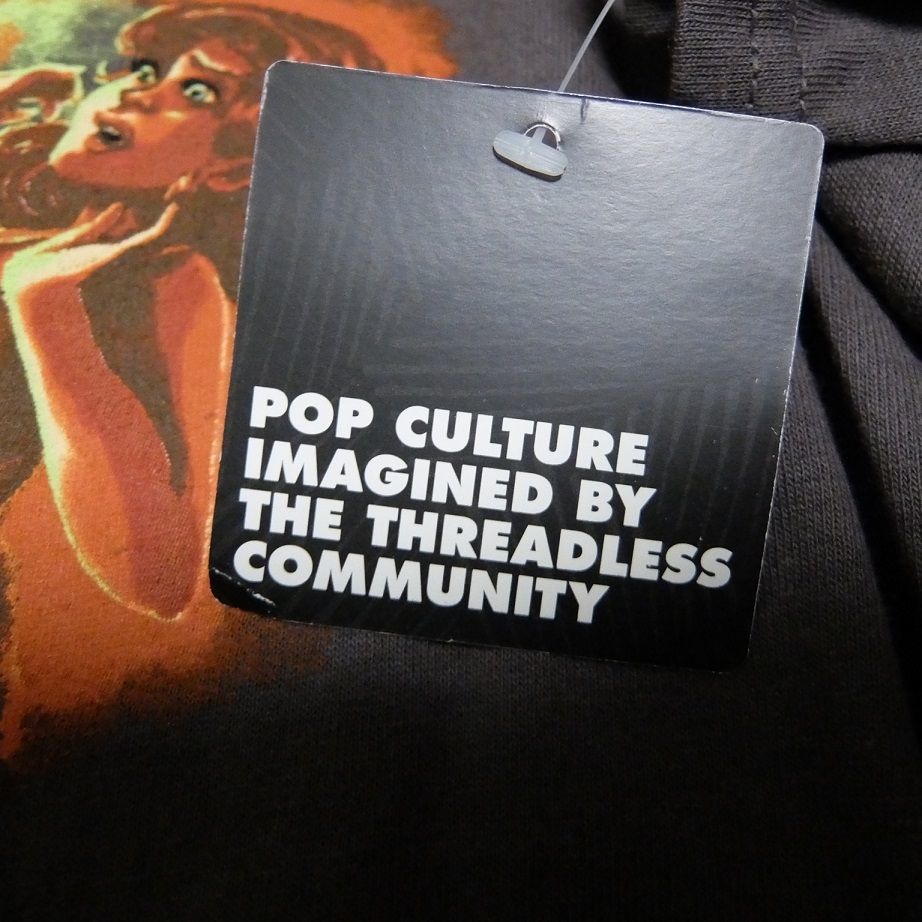 POP CULTURE
IMAGINED BY
THE THREADLESS
COMMUNITY